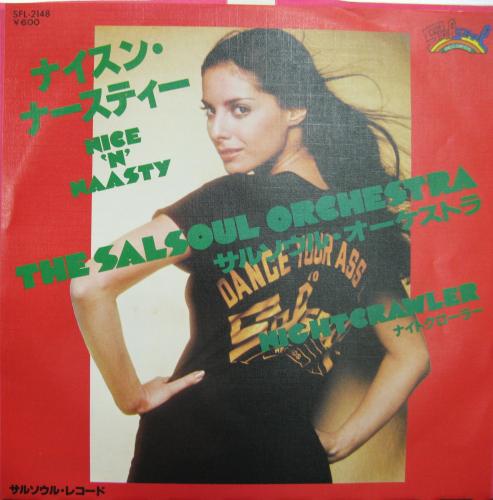 SFL-2148
¥600
ナイスン・
ナースティー
NICE
'N'
NAASTY
THE SALSOUL ORCHESTRA
サルソウル・オーケストラ
DANCE YOUR ASS
NIGHTCRAWLER
ナイトクローラー
サルソウル・レコード